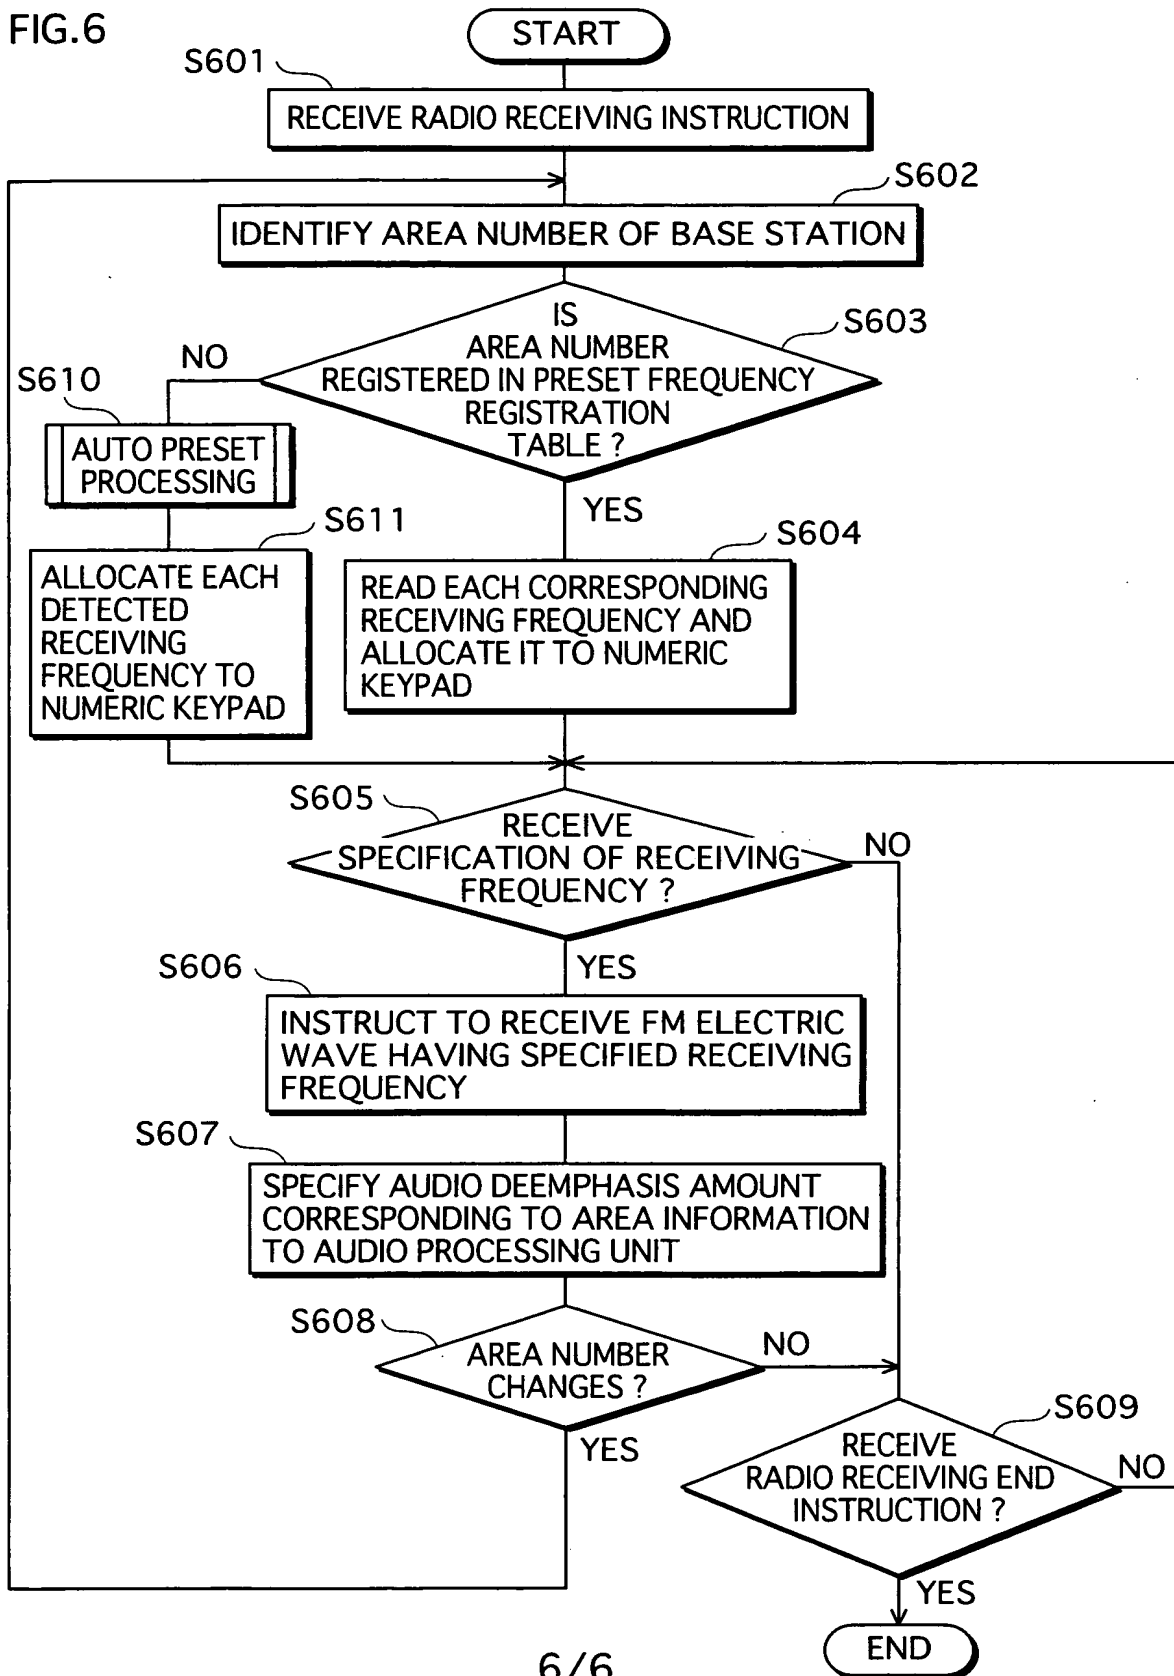 FIG.6
START
S601
RECEIVE RADIO RECEIVING INSTRUCTION
S602
IDENTIFY AREA NUMBER OF BASE STATION
IS
AREA NUMBER
REGISTERED IN PRESET FREQUENCY
REGISTRATION
TABLE ?
S603
NO
S610
AUTO PRESET
PROCESSING
YES
S611
ALLOCATE EACH
DETECTED
RECEIVING
FREQUENCY TO
NUMERIC KEYPAD
S604
READ EACH CORRESPONDING
RECEIVING FREQUENCY AND
ALLOCATE IT TO NUMERIC
KEYPAD
S605
RECEIVE
SPECIFICATION OF RECEIVING
FREQUENCY ?
NO
YES
S606
INSTRUCT TO RECEIVE FM ELECTRIC
WAVE HAVING SPECIFIED RECEIVING
FREQUENCY
S607
SPECIFY AUDIO DEEMPHASIS AMOUNT
CORRESPONDING TO AREA INFORMATION
TO AUDIO PROCESSING UNIT
S608
AREA NUMBER
CHANGES ?
NO
YES
S609
RECEIVE
RADIO RECEIVING END
INSTRUCTION ?
NO
YES
END
6/6